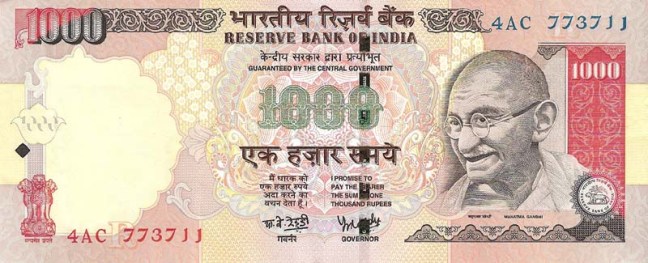 1000
भारतीय रिज़र्व बैंक
RESERVE BANK OF INDIA
4AC 773711
केन्द्रीय सरकार द्वारा प्रत्याभूत
GUARANTEED BY THE CENTRAL GOVERNMENT
1000
1000
1000
एक हज़ार रुपये
मैं धारक को
एक हज़ार रुपये
अदा करने का
वचन देता हूँ।
I PROMISE TO
PAY THE BEARER
THE SUM OF ONE
THOUSAND RUPEES
गवर्नर
GOVERNOR
महात्मा गांधी
MAHATMA GANDHI
सत्यमेव जयते
4AC 773711